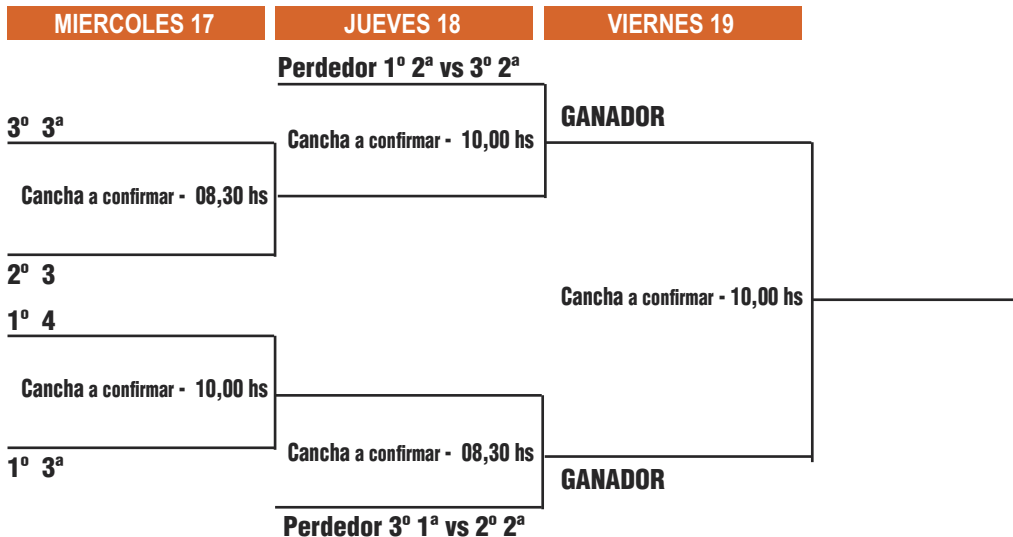 MIERCOLES 17
JUEVES 18
VIERNES 19
Perdedor 1º 2ª vs 3º 2ª
GANADOR
3º 3ª
Cancha a confirmar - 10,00 hs
Cancha a confirmar - 08,30 hs
2º 3
Cancha a confirmar - 10,00 hs
1º 4
Cancha a confirmar - 10,00 hs
Cancha a confirmar - 08,30 hs
1º 3ª
GANADOR
Perdedor 3º 1ª vs 2º 2ª